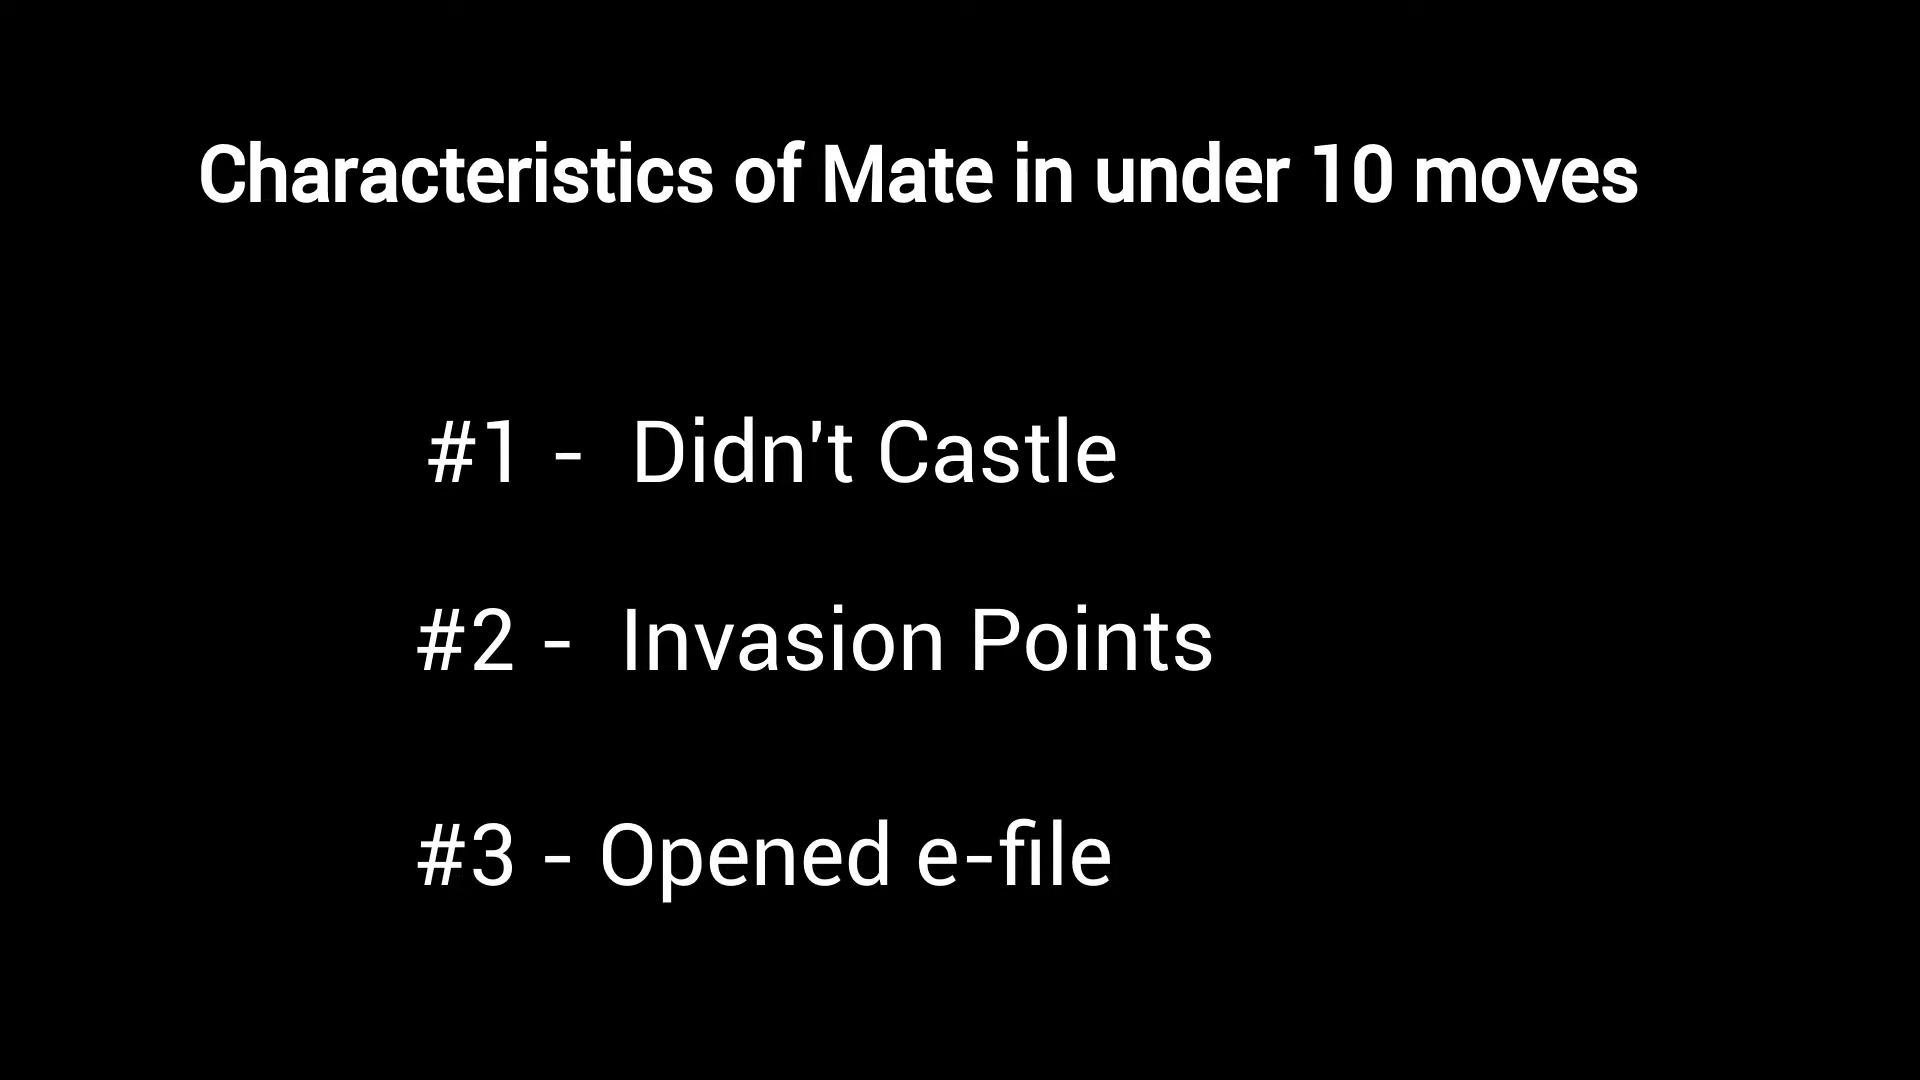 Characteristics of Mate in under 10 moves
#1 - Didn't Castle
#2 - Invasion Points
#3 - Opened e-file